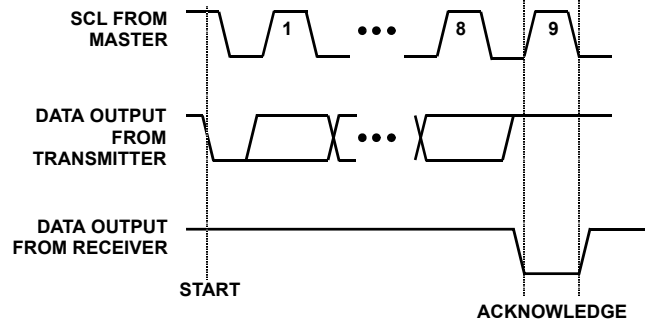 SCL FROM
MASTER
1
8
9
DATA OUTPUT
FROM
TRANSMITTER
DATA OUTPUT
FROM RECEIVER
START
ACKNOWLEDGE